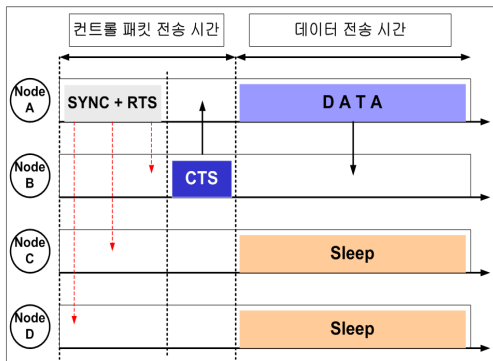 컨트롤 패킷 전송 시간
데이터 전송 시간
Node
A
SYNC + RTS
D A T A
Node
B
CTS
Node
C
Sleep
Node
D
Sleep